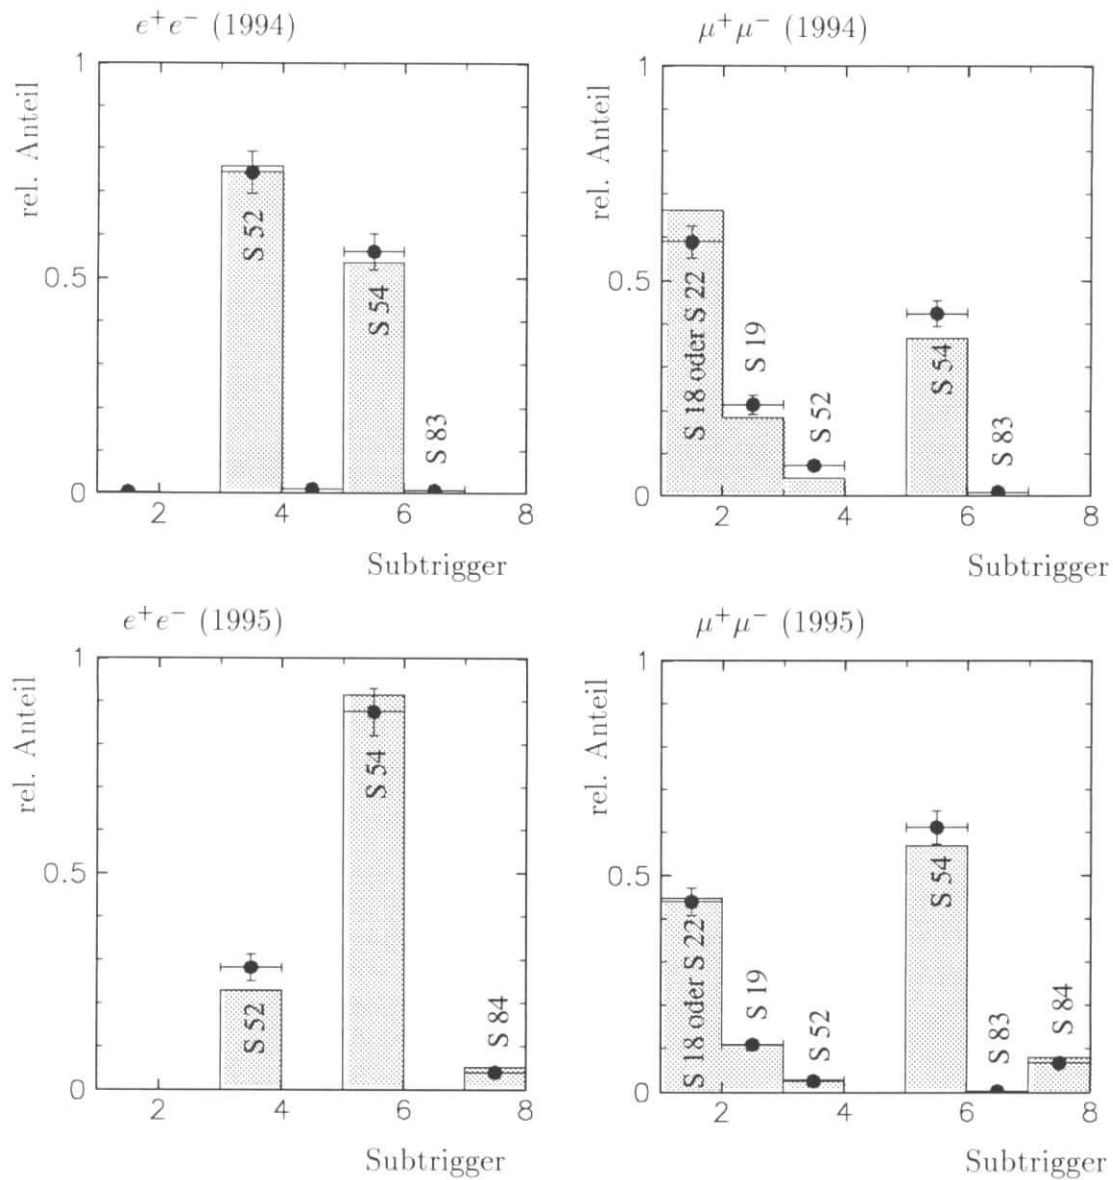 e⁺e⁻ (1994)
rel. Anteil
1
0.5
0
S 52
S 54
S 83
2 4 6 8
Subtrigger
μ⁺μ⁻ (1994)
rel. Anteil
1
0.5
0
S 18 oder S 22
S 19
S 52
S 54
S 83
2 4 6 8
Subtrigger
e⁺e⁻ (1995)
rel. Anteil
1
0.5
0
S 52
S 54
S 84
2 4 6 8
Subtrigger
μ⁺μ⁻ (1995)
rel. Anteil
1
0.5
0
S 18 oder S 22
S 19
S 52
S 54
S 83
S 84
2 4 6 8
Subtrigger